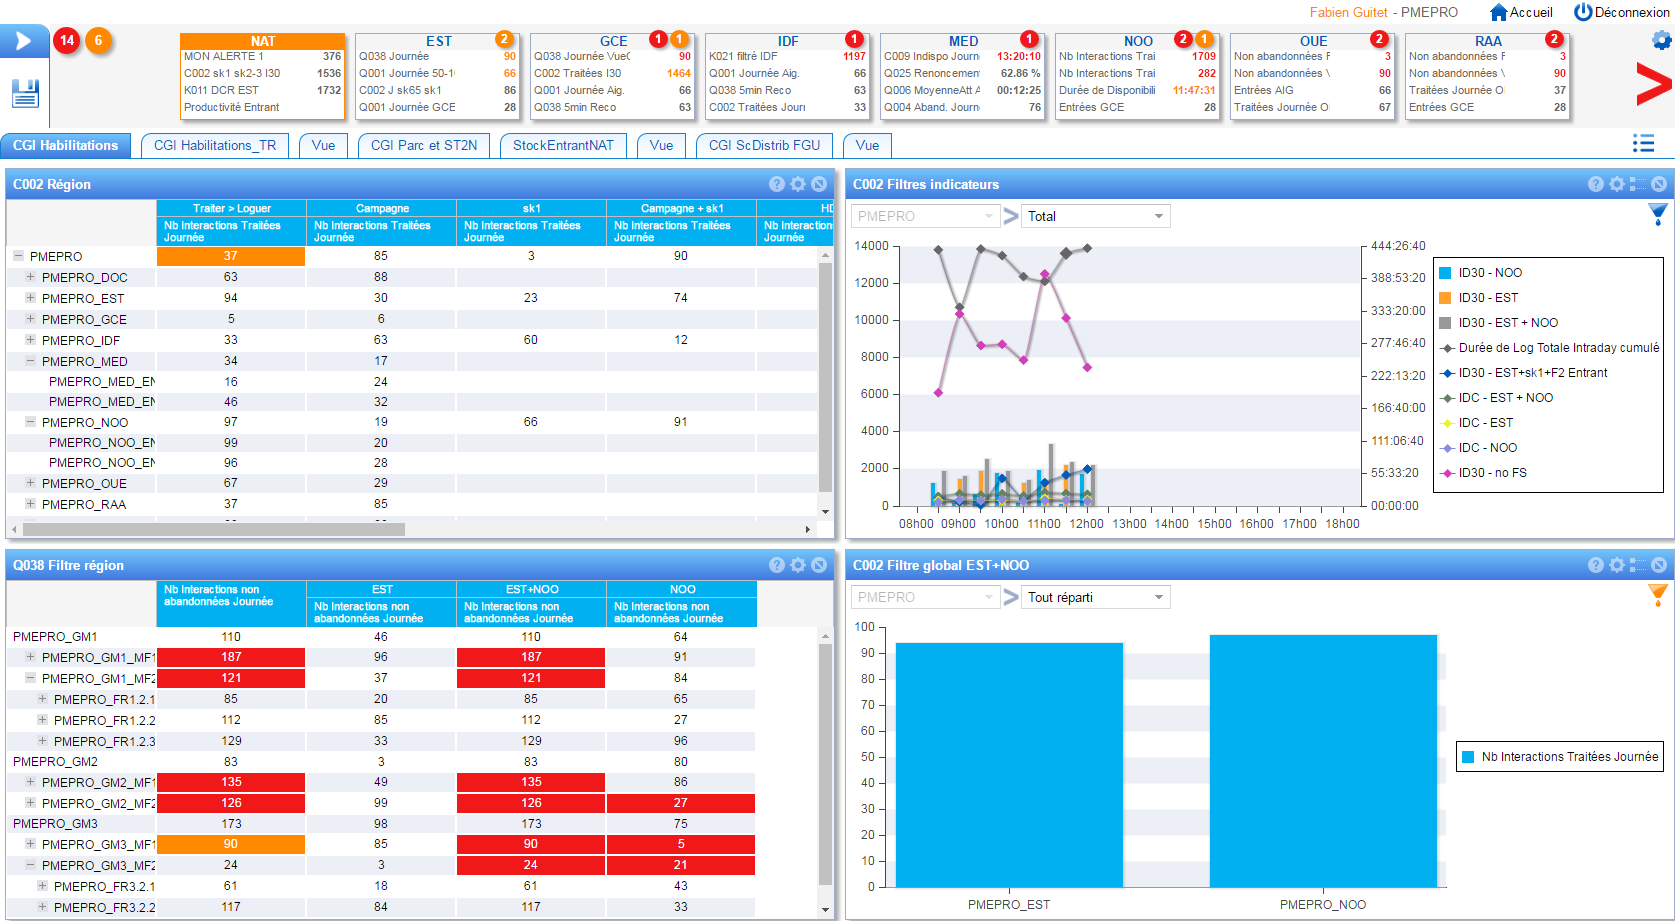 Fabien Guitet - PMEPRO Accueil Déconnexion
14 6
NAT
MON ALERTE 1 376
C002 sk1 sk2-3 I30 1536
K011 DCR EST 1732
Productivité Entrant
EST 2
Q038 Journée 90
Q001 Journée 50-1 66
C002 J sk65 sk1 86
Q001 Journée GCE 28
GCE 1 1
Q038 Journée VueC 90
C002 Traitées I30 1464
Q001 Journée Aig. 66
Q038 5min Reco 63
IDF 1
K021 filtré IDF 1197
Q001 Journée Aig. 66
Q038 5min Reco 63
C002 Traitées Jour 33
MED 1
C009 Indispo Journ 13:20:10
Q025 Renoncemen 62.86 %
Q006 MoyenneAtt A 00:12:25
Q004 Aband. Journ 76
NOO 2 1
Nb Interactions Trai 1709
Nb Interactions Trai 282
Durée de Disponibili 11:47:31
Entrées GCE 28
OUE 2
Non abandonnées F 3
Non abandonnées V 90
Entrées AIG 66
Traitées Journée O 67
RAA 2
Non abandonnées F 3
Non abandonnées V 90
Traitées Journée O 37
Entrées GCE 28
CGI Habilitations CGI Habilitations_TR Vue CGI Parc et ST2N StockEntrantNAT Vue CGI ScDistrib FGU Vue
C002 Région
Traiter > Loguer Campagne sk1 Campagne + sk1 HD
Nb Interactions Traitées Nb Interactions Traitées Nb Interactions Traitées Nb Interactions Traitées Nb Interaction
Journée Journée Journée Journée Journée
PMEPRO 37 85 3 90
PMEPRO_DOC 63 88
PMEPRO_EST 94 30 23 74
PMEPRO_GCE 5 6
PMEPRO_IDF 33 63 60 12
PMEPRO_MED 34 17
PMEPRO_MED_EN 16 24
PMEPRO_MED_EN 46 32
PMEPRO_NOO 97 19 66 91
PMEPRO_NOO_EN 99 20
PMEPRO_NOO_EN 96 28
PMEPRO_OUE 67 29
PMEPRO_RAA 37 85
C002 Filtres indicateurs
PMEPRO Total
14000
12000
10000
8000
6000
4000
2000
0
444:26:40
388:53:20
333:20:00
277:46:40
222:13:20
166:40:00
111:06:40
55:33:20
00:00:00
08h00 09h00 10h00 11h00 12h00 13h00 14h00 15h00 16h00 17h00 18h00
ID30 - NOO
ID30 - EST
ID30 - EST + NOO
Durée de Log Totale Intraday cumulé
ID30 - EST+sk1+F2 Entrant
IDC - EST + NOO
IDC - EST
IDC - NOO
ID30 - no FS
Q038 Filtre région
Nb Interactions non EST EST+NOO NOO
abandonnées Journée Nb Interactions non Nb Interactions non Nb Interactions non
abandonnées Journée abandonnées Journée abandonnées Journée
PMEPRO_GM1 110 46 110 64
PMEPRO_GM1_MF1 187 96 187 91
PMEPRO_GM1_MF2 121 37 121 84
PMEPRO_FR1.2.1 85 20 85 65
PMEPRO_FR1.2.2 112 85 112 27
PMEPRO_FR1.2.3 129 33 129 96
PMEPRO_GM2 83 3 83 80
PMEPRO_GM2_MF1 135 49 135 86
PMEPRO_GM2_MF2 126 99 126 27
PMEPRO_GM3 173 98 173 75
PMEPRO_GM3_MF1 90 85 90 5
PMEPRO_GM3_MF2 24 3 24 21
PMEPRO_FR3.2.1 61 18 61 43
PMEPRO_FR3.2.2 117 84 117 33
C002 Filtre global EST+NOO
PMEPRO Tout réparti
100
90
80
70
60
50
40
30
20
10
0
PMEPRO_EST PMEPRO_NOO
Nb Interactions Traitées Journée